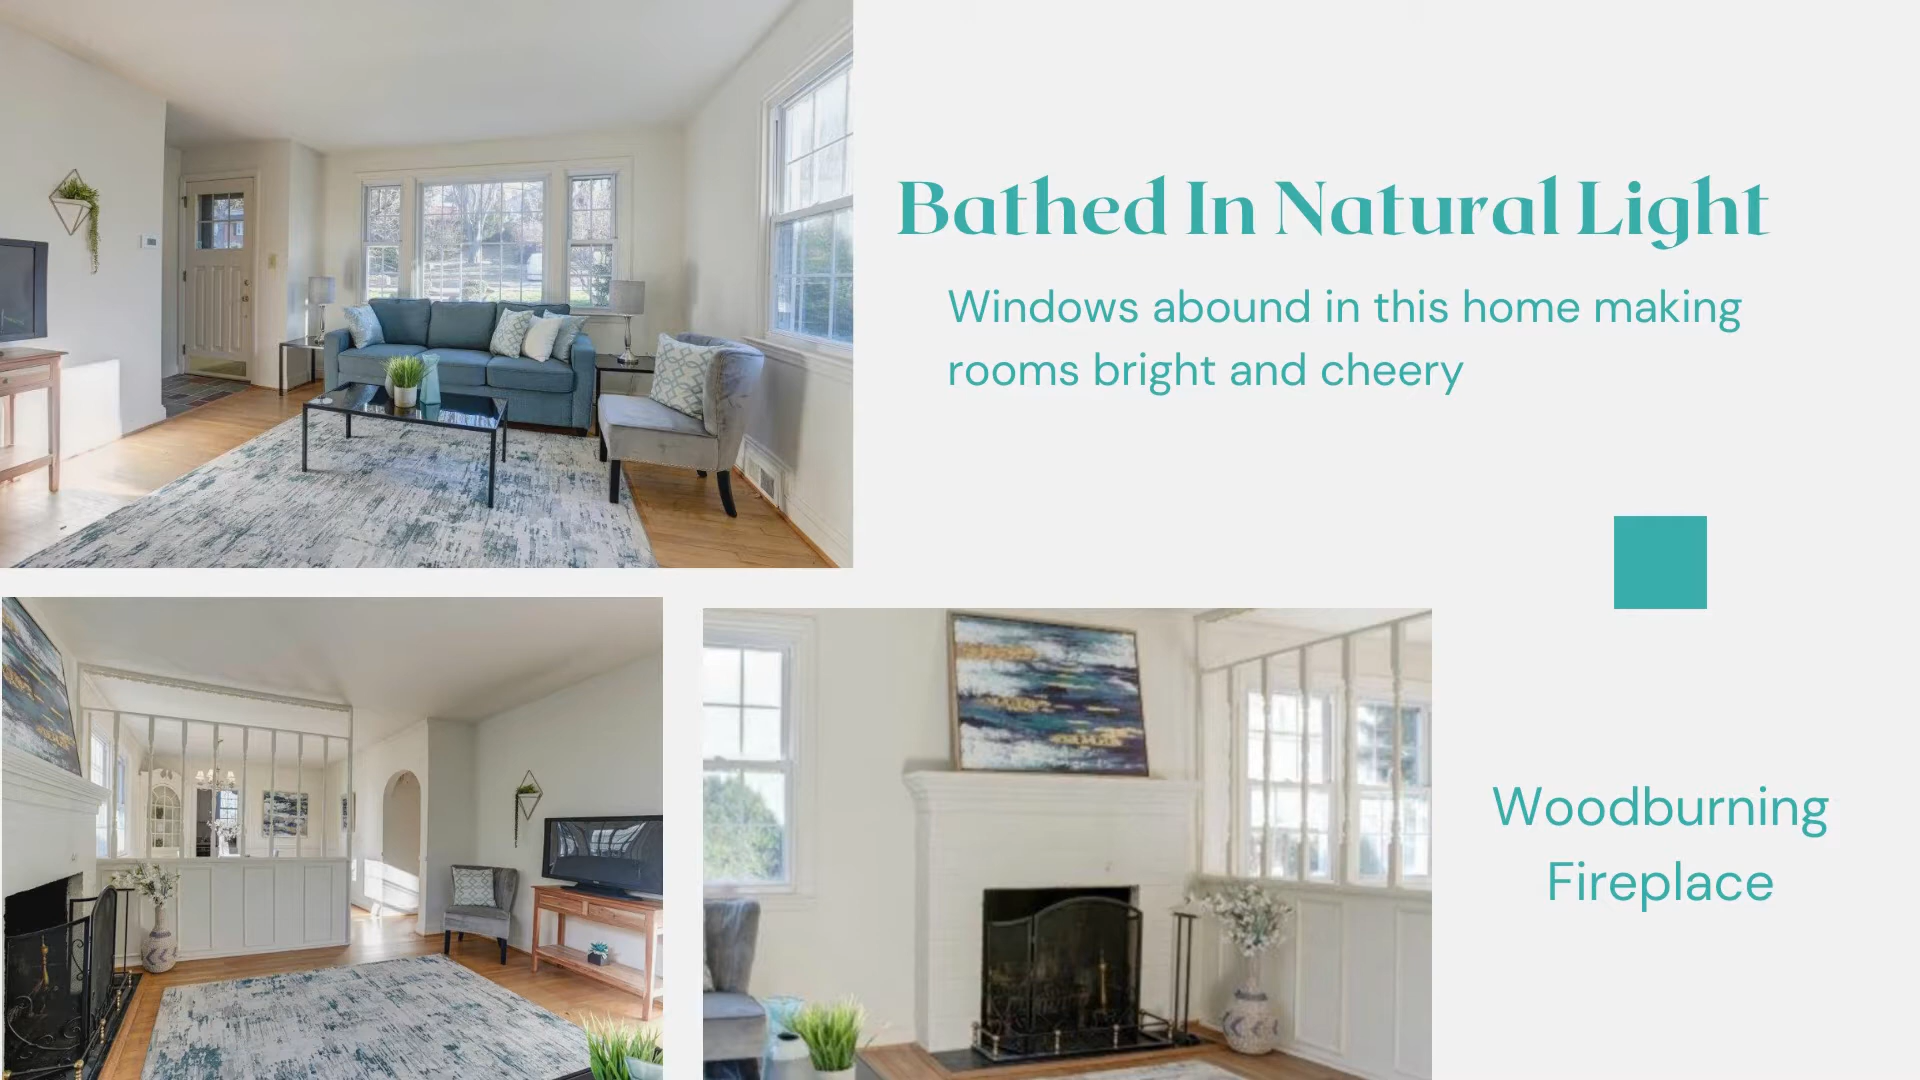 Bathed In Natural Light
Windows abound in this home making
rooms bright and cheery
Woodburning
Fireplace